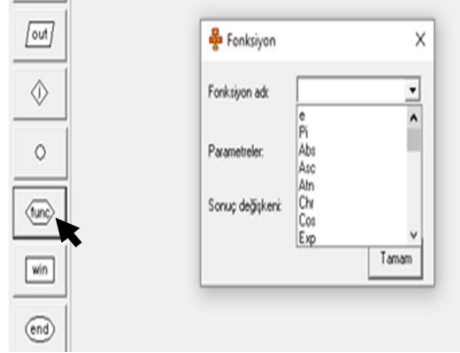 out
func
win
end
Fonksiyon
Fonksiyon adı:
e
Pi
Abs
Asc
Atn
Chr
Cos
Exp
Parametreler:
Sonuç değişkeni:
Tamam